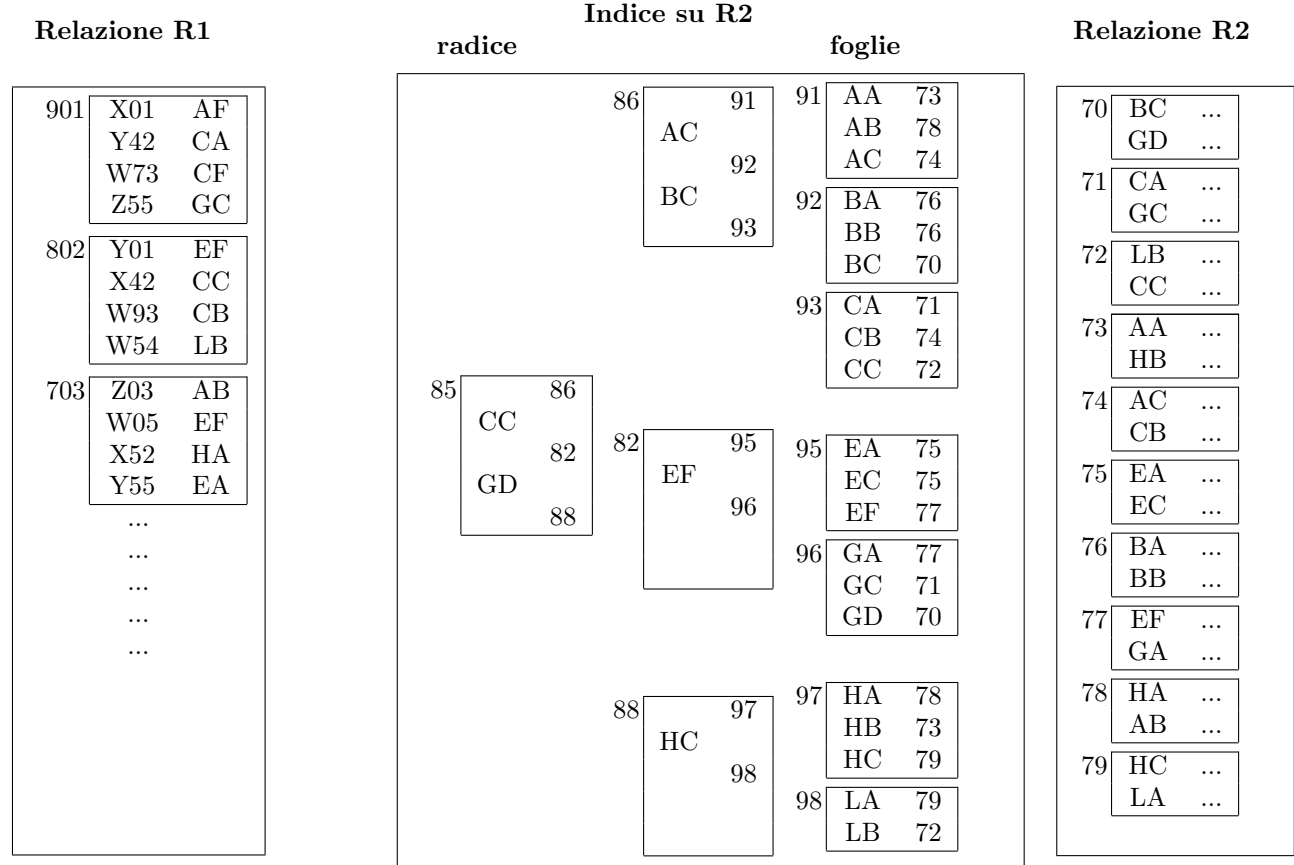 Relazione R1
901 X01 AF
Y42 CA
W73 CF
Z55 GC
802 Y01 EF
X42 CC
W93 CB
W54 LB
703 Z03 AB
W05 EF
X52 HA
Y55 EA
...
...
...
...
...
Indice su R2
radice
foglie
85 86
CC
82
GD
88
86 91
AC
92
BC
93
82 95
EF
96
88 97
HC
98
91 AA 73
AB 78
AC 74
92 BA 76
BB 76
BC 70
93 CA 71
CB 74
CC 72
95 EA 75
EC 75
EF 77
96 GA 77
GC 71
GD 70
97 HA 78
HB 73
HC 79
98 LA 79
LB 72
Relazione R2
70 BC ...
GD ...
71 CA ...
GC ...
72 LB ...
CC ...
73 AA ...
HB ...
74 AC ...
CB ...
75 EA ...
EC ...
76 BA ...
BB ...
77 EF ...
GA ...
78 HA ...
AB ...
79 HC ...
LA ...